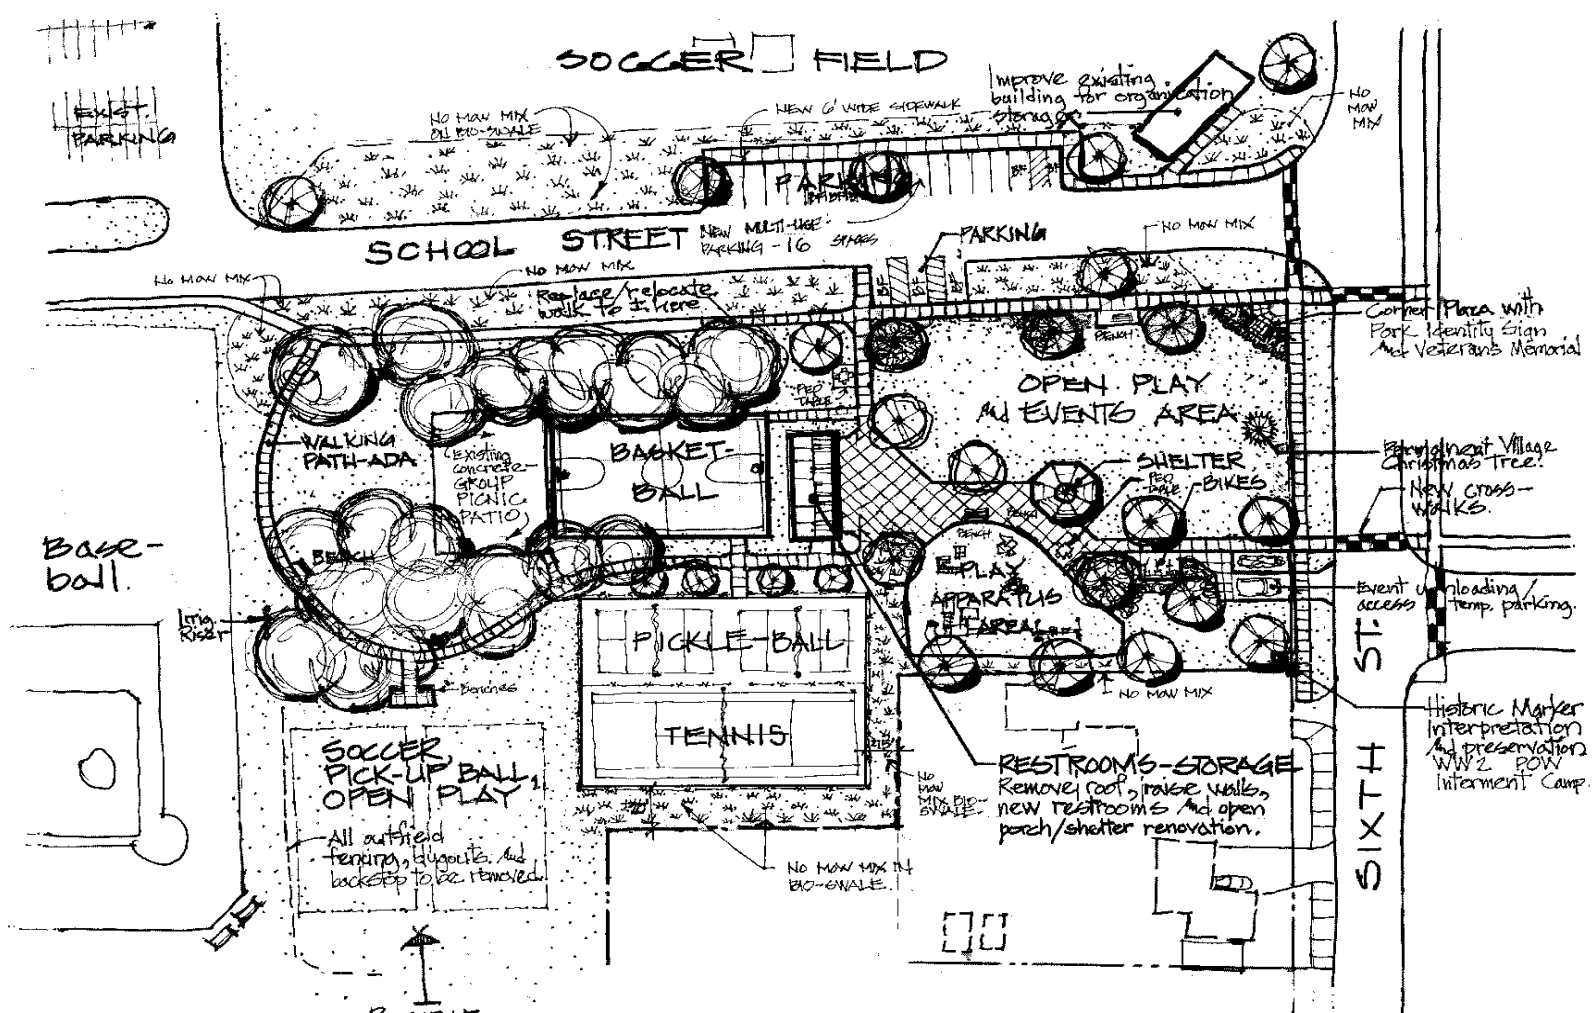 SOCCER FIELD
EXIST.
PARKING
NO MOW MIX
ON BIO-SWALE
NEW 6' WIDE SIDEWALK
Improve existing
building for organization
storage
NO
MOW
MIX
PARKING
SCHOOL STREET
NEW MULTI-USE
PARKING - 16 SPACES
PARKING
NO MOW MIX
NO MOW MIX
NO MOW MIX
Replace/relocate
walk to here
Corner Plaza with
Park Identity Sign
And Veterans Memorial
BENCH
PED
TABLE
OPEN PLAY
And EVENTS AREA
WALKING
PATH-ADA
Existing
concrete
GROUP
PICNIC
PATIO
BASKET-
BALL
SHELTER
PED
TABLE
BIKES
Permanent Village
Christmas Tree.
New cross-
walks.
Base-
ball.
BENCH
BENCH
BENCH
PLAY
APPARATUS
AREA
Irrig.
Riser
PICKLE-BALL
Event unloading/
access temp. parking.
Benches
NO MOW MIX
TENNIS
SIXTH ST.
Historic Marker
Interpretation
And preservation
WW2 POW
Interment Camp.
SOCCER,
PICK-UP BALL,
OPEN PLAY
RESTROOMS-STORAGE
Remove roof, raise walls,
new restrooms And open
porch/shelter renovation.
NO
MOW
MIX BIO-
SWALE.
All outfield
fencing, dugouts And
backstop to be removed.
NO MOW MIX IN
BIO-SWALE.